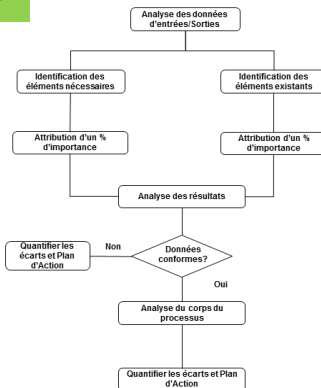 Analyse des données
d'entrées/Sorties
Identification des
éléments nécessaires
Identification des
éléments existants
Attribution d'un %
d'importance
Attribution d'un %
d'importance
Analyse des résultats
Quantifier les
écarts et Plan
d'Action
Non
Données
conformes?
Oui
Analyse du corps du
processus
Quantifier les écarts et Plan
d'Action